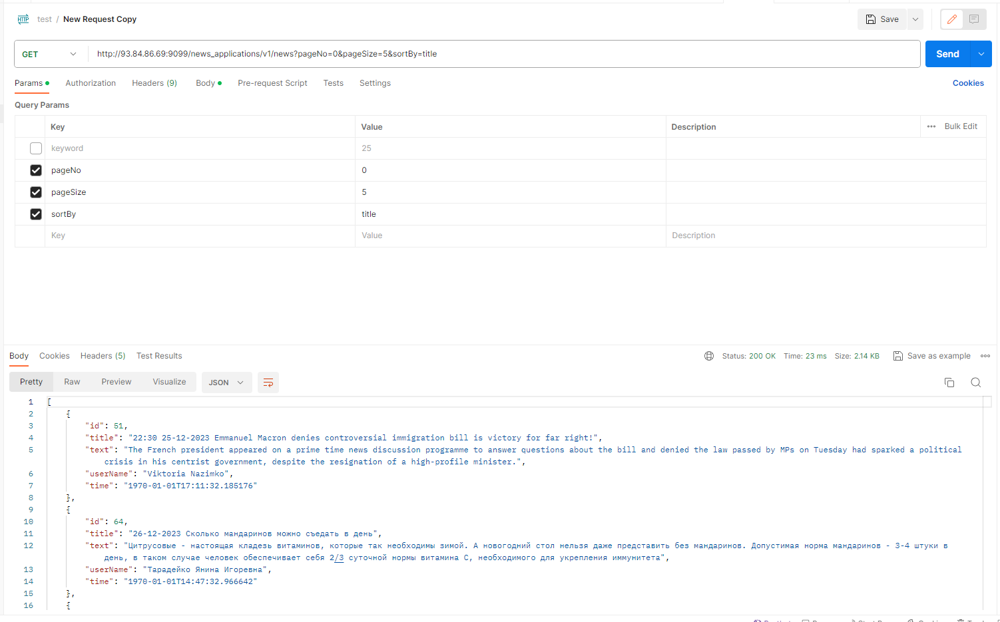 HTTP test / New Request Copy Save
GET http://93.84.86.69:9099/news_applications/v1/news?pageNo=0&pageSize=5&sortBy=title Send
Params Authorization Headers (9) Body Pre-request Script Tests Settings Cookies
Query Params
Key Value Description Bulk Edit
keyword 25
pageNo 0
pageSize 5
sortBy title
Key Value Description
Body Cookies Headers (5) Test Results Status: 200 OK Time: 23 ms Size: 2.14 KB Save as example
Pretty Raw Preview Visualize JSON
1 [
2 {
3 "id": 51,
4 "title": "22:30 25-12-2023 Emmanuel Macron denies controversial immigration bill is victory for far right!",
5 "text": "The French president appeared on a prime time news discussion programme to answer questions about the bill and denied the law passed by MPs on Tuesday had sparked a political
crisis in his centrist government, despite the resignation of a high-profile minister.",
6 "userName": "Viktoria Nazimko",
7 "time": "1970-01-01T17:11:32.185176"
8 },
9 {
10 "id": 64,
11 "title": "26-12-2023 Сколько мандаринов можно съедать в день",
12 "text": "Цитрусовые - настоящая кладезь витаминов, которые так необходимы зимой. А новогодний стол нельзя даже представить без мандаринов. Допустимая норма мандаринов - 3-4 штуки в
день, в таком случае человек обеспечивает себя 2/3 суточной нормы витамина С, необходимого для укрепления иммунитета",
13 "userName": "Тарадейко Янина Игоревна",
14 "time": "1970-01-01T14:47:32.966642"
15 },
16 {